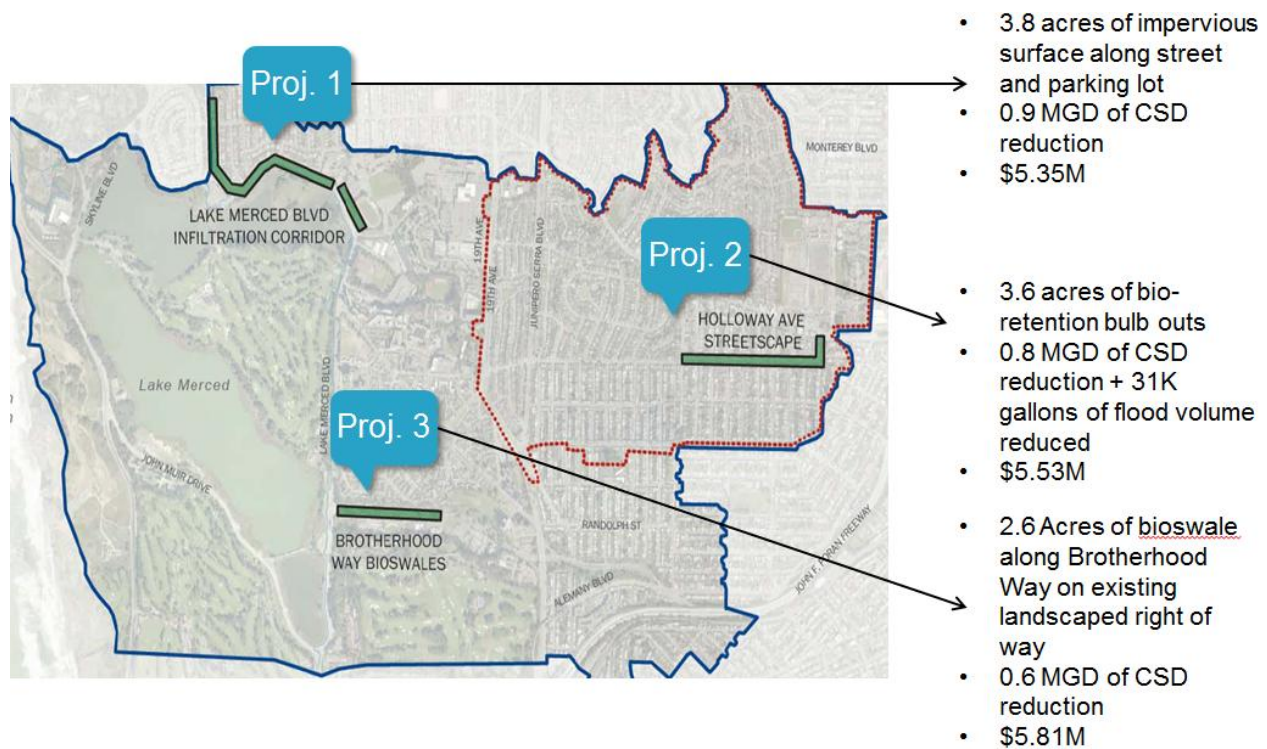 Proj. 1
SKYLINE BLVD
LAKE MERCED BLVD
INFILTRATION CORRIDOR
19TH AVE
19TH AVE
JUNIPERO SERRA BLVD
MONTEREY BLVD
Proj. 2
HOLLOWAY AVE
STREETSCAPE
Lake Merced
LAKE MERCED BLVD
Proj. 3
JOHN MUIR DRIVE
BROTHERHOOD
WAY BIOSWALES
RANDOLPH ST
ALEMANY BLVD
JOHN F. FORAN FREEWAY
• 3.8 acres of impervious
surface along street
and parking lot
• 0.9 MGD of CSD
reduction
• $5.35M
• 3.6 acres of bio-
retention bulb outs
• 0.8 MGD of CSD
reduction + 31K
gallons of flood volume
reduced
• $5.53M
• 2.6 Acres of bioswale
along Brotherhood
Way on existing
landscaped right of
way
• 0.6 MGD of CSD
reduction
• $5.81M